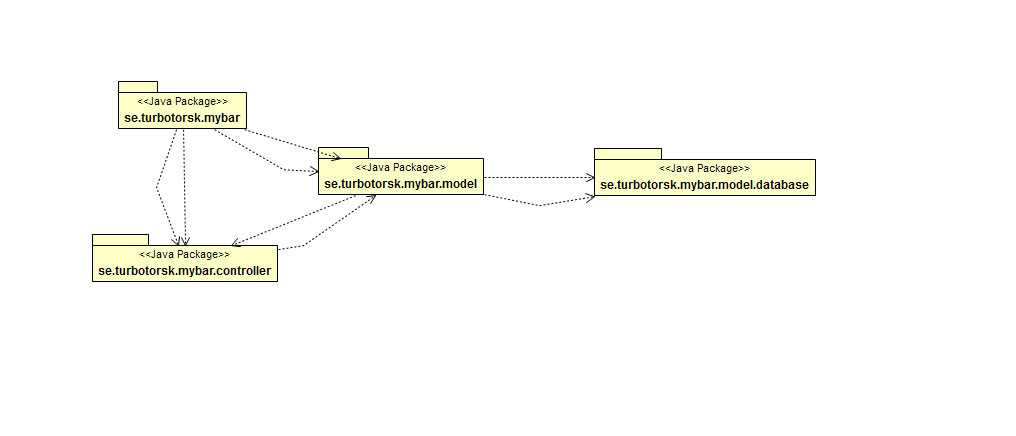 <<Java Package>>
se.turbotorsk.mybar
<<Java Package>>
se.turbotorsk.mybar.model
<<Java Package>>
se.turbotorsk.mybar.model.database
<<Java Package>>
se.turbotorsk.mybar.controller